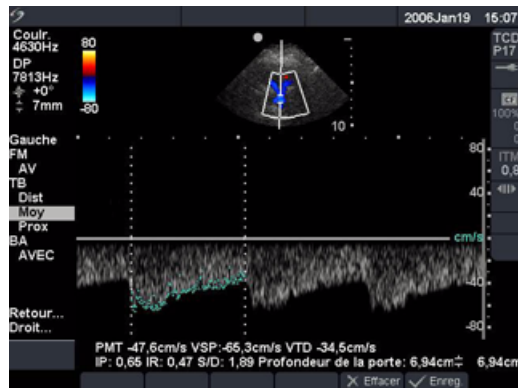 2006Jan19 15:07
Coulr.
4630Hz
DP
7813Hz
+0°
7mm
80
-80
10
TCD
P17
100%
ITM
0,8
Gauche
FM
AV
TB
Dist
Moy
Prox
BA
AVEC
Retour...
Droit...
80
40
cm/s
-40
-80
PMT -47,6cm/s VSP:-65,3cm/s VTD -34,5cm/s
IP: 0,65 IR: 0,47 S/D: 1,89 Profondeur de la porte: 6,94cm 6,94cm
Effacer Enreg